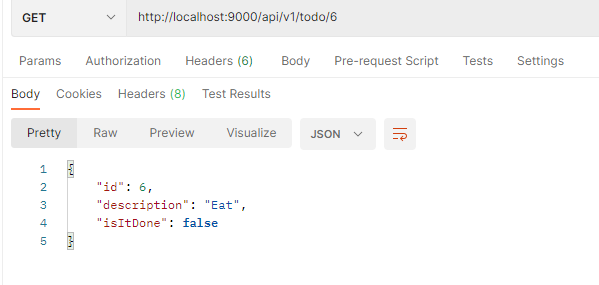 GET http://localhost:9000/api/v1/todo/6
Params Authorization Headers (6) Body Pre-request Script Tests Settings
Body Cookies Headers (8) Test Results
Pretty Raw Preview Visualize JSON
1 {
2 "id": 6,
3 "description": "Eat",
4 "isItDone": false
5 }